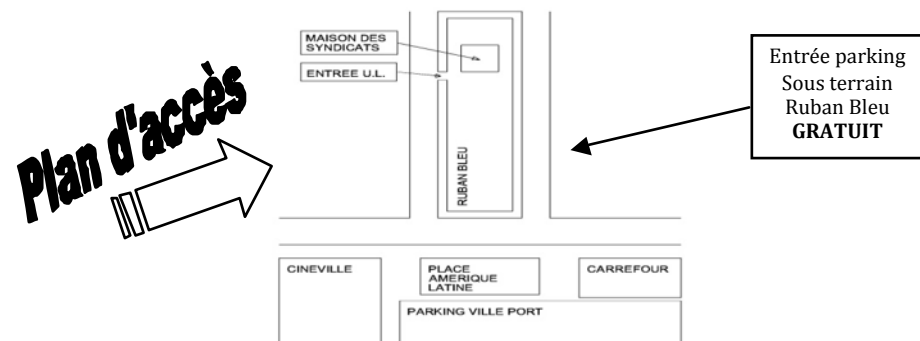 Plan d'accès
MAISON DES
SYNDICATS
ENTREE U.L.
RUBAN BLEU
Entrée parking
Sous terrain
Ruban Bleu
GRATUIT
CINEVILLE
PLACE
AMERIQUE
LATINE
CARREFOUR
PARKING VILLE PORT